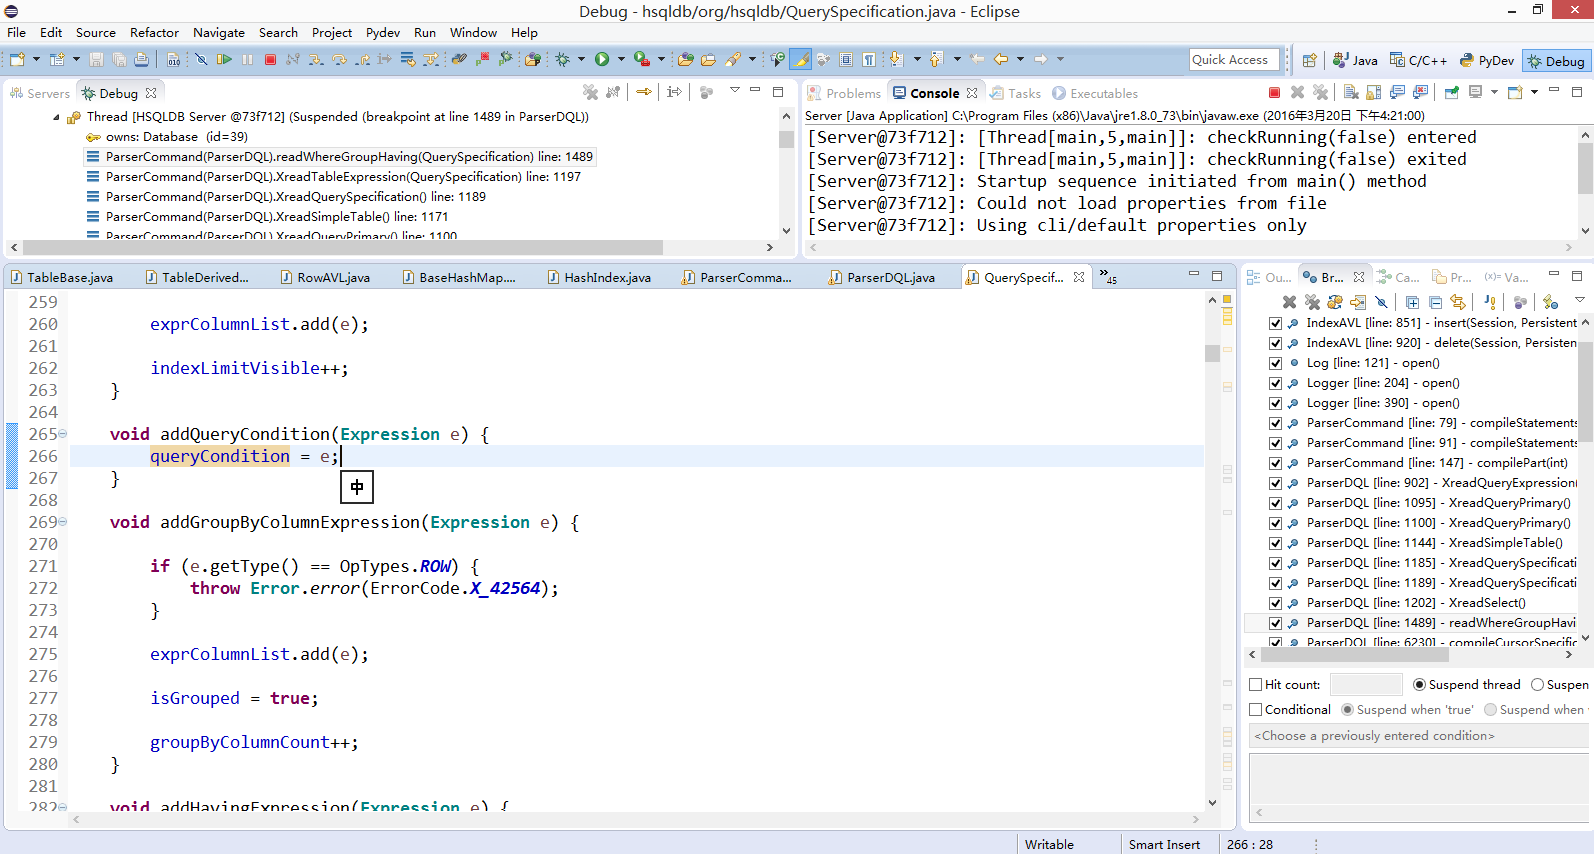 Debug - hsqldb/org/hsqldb/QuerySpecification.java - Eclipse
File Edit Source Refactor Navigate Search Project Pydev Run Window Help
Quick Access Java C/C++ PyDev Debug
Servers Debug
Thread [HSQLDB Server @73f712] (Suspended (breakpoint at line 1489 in ParserDQL))
owns: Database (id=39)
ParserCommand(ParserDQL).readWhereGroupHaving(QuerySpecification) line: 1489
ParserCommand(ParserDQL).XreadTableExpression(QuerySpecification) line: 1197
ParserCommand(ParserDQL).XreadQuerySpecification() line: 1189
ParserCommand(ParserDQL).XreadSimpleTable() line: 1171
ParserCommand(ParserDQL).XreadQueryPrimary() line: 1100
Problems Console Tasks Executables
Server [Java Application] C:\Program Files (x86)\Java\jre1.8.0_73\bin\javaw.exe (2016年3月20日 下午4:21:00)
[Server@73f712]: [Thread[main,5,main]]: checkRunning(false) entered
[Server@73f712]: [Thread[main,5,main]]: checkRunning(false) exited
[Server@73f712]: Startup sequence initiated from main() method
[Server@73f712]: Could not load properties from file
[Server@73f712]: Using cli/default properties only
TableBase.java TableDerived... RowAVL.java BaseHashMap.... HashIndex.java ParserComma... ParserDQL.java QuerySpecif... »45
259
260 exprColumnList.add(e);
261
262 indexLimitVisible++;
263 }
264
265 void addQueryCondition(Expression e) {
266 queryCondition = e;
267 }
中
268
269 void addGroupByColumnExpression(Expression e) {
270
271 if (e.getType() == OpTypes.ROW) {
272 throw Error.error(ErrorCode.X_42564);
273 }
274
275 exprColumnList.add(e);
276
277 isGrouped = true;
278
279 groupByColumnCount++;
280 }
281
282 void addHavingExpression(Expression e) {
Ou... Br... Ca... Pr... (x)= Va...
IndexAVL [line: 851] - insert(Session, Persistent
IndexAVL [line: 920] - delete(Session, Persisten
Log [line: 121] - open()
Logger [line: 204] - open()
Logger [line: 390] - open()
ParserCommand [line: 79] - compileStatements
ParserCommand [line: 91] - compileStatements
ParserCommand [line: 147] - compilePart(int)
ParserDQL [line: 902] - XreadQueryExpression(
ParserDQL [line: 1095] - XreadQueryPrimary()
ParserDQL [line: 1100] - XreadQueryPrimary()
ParserDQL [line: 1144] - XreadSimpleTable()
ParserDQL [line: 1185] - XreadQuerySpecificati
ParserDQL [line: 1189] - XreadQuerySpecificati
ParserDQL [line: 1202] - XreadSelect()
ParserDQL [line: 1489] - readWhereGroupHavi
ParserDQL [line: 6230] - compileCursorSpecific
Hit count: Suspend thread Suspen
Conditional Suspend when 'true' Suspend when
<Choose a previously entered condition>
Writable Smart Insert 266 : 28